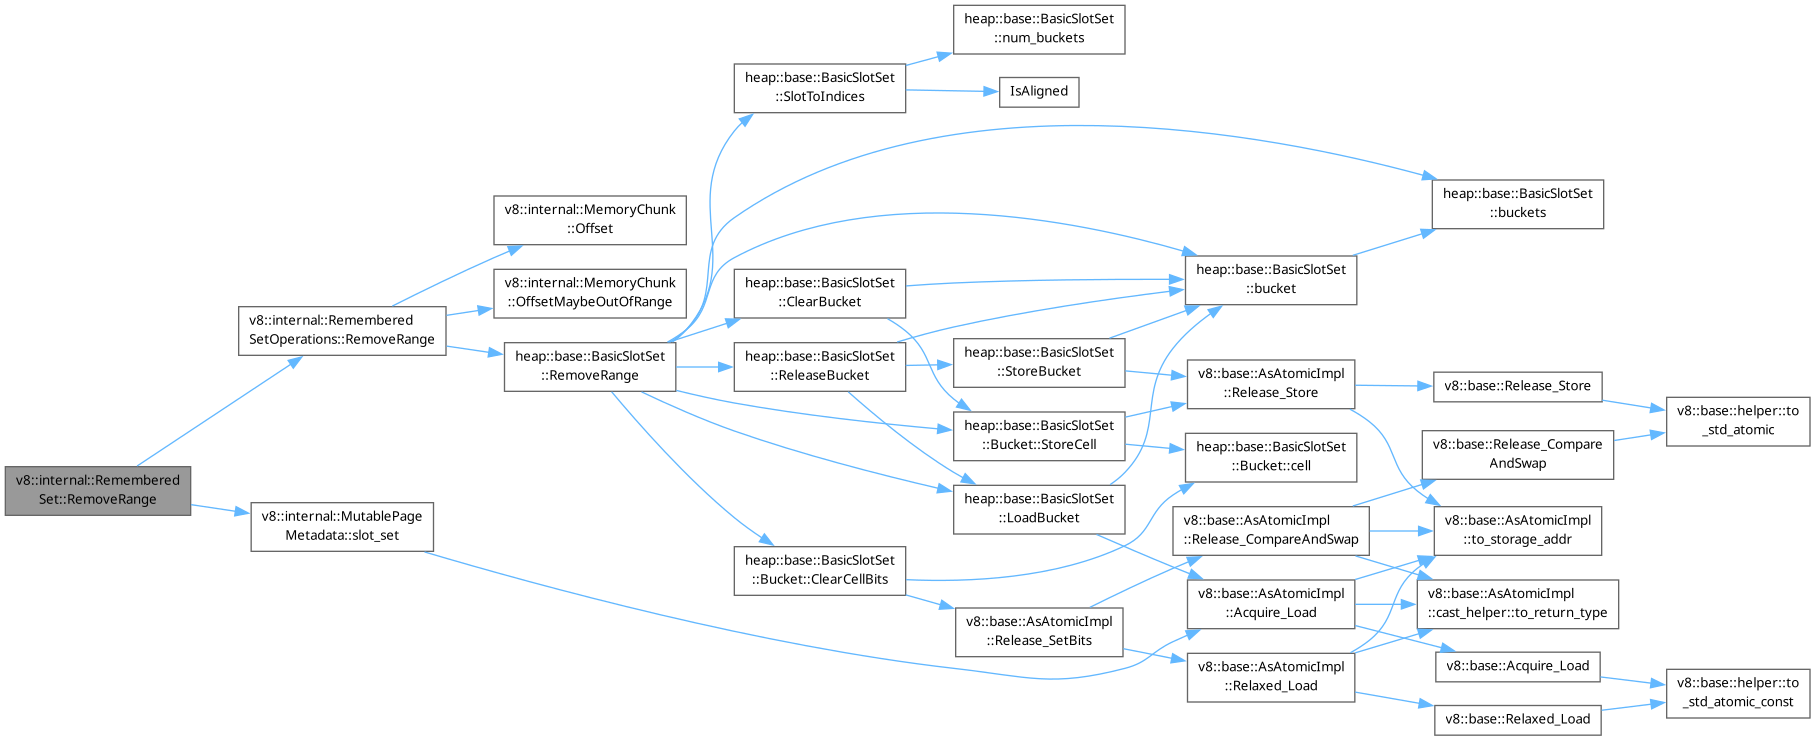 v8::internal::Remembered
Set::RemoveRange
v8::internal::Remembered
SetOperations::RemoveRange
v8::internal::MutablePage
Metadata::slot_set
v8::internal::MemoryChunk
::Offset
v8::internal::MemoryChunk
::OffsetMaybeOutOfRange
heap::base::BasicSlotSet
::RemoveRange
heap::base::BasicSlotSet
::SlotToIndices
heap::base::BasicSlotSet
::ClearBucket
heap::base::BasicSlotSet
::ReleaseBucket
heap::base::BasicSlotSet
::Bucket::ClearCellBits
heap::base::BasicSlotSet
::num_buckets
IsAligned
heap::base::BasicSlotSet
::StoreBucket
heap::base::BasicSlotSet
::Bucket::StoreCell
heap::base::BasicSlotSet
::LoadBucket
v8::base::AsAtomicImpl
::Release_SetBits
heap::base::BasicSlotSet
::bucket
v8::base::AsAtomicImpl
::Release_Store
heap::base::BasicSlotSet
::Bucket::cell
v8::base::AsAtomicImpl
::Release_CompareAndSwap
v8::base::AsAtomicImpl
::Acquire_Load
v8::base::AsAtomicImpl
::Relaxed_Load
heap::base::BasicSlotSet
::buckets
v8::base::Release_Store
v8::base::Release_Compare
AndSwap
v8::base::AsAtomicImpl
::to_storage_addr
v8::base::AsAtomicImpl
::cast_helper::to_return_type
v8::base::Acquire_Load
v8::base::Relaxed_Load
v8::base::helper::to
_std_atomic
v8::base::helper::to
_std_atomic_const